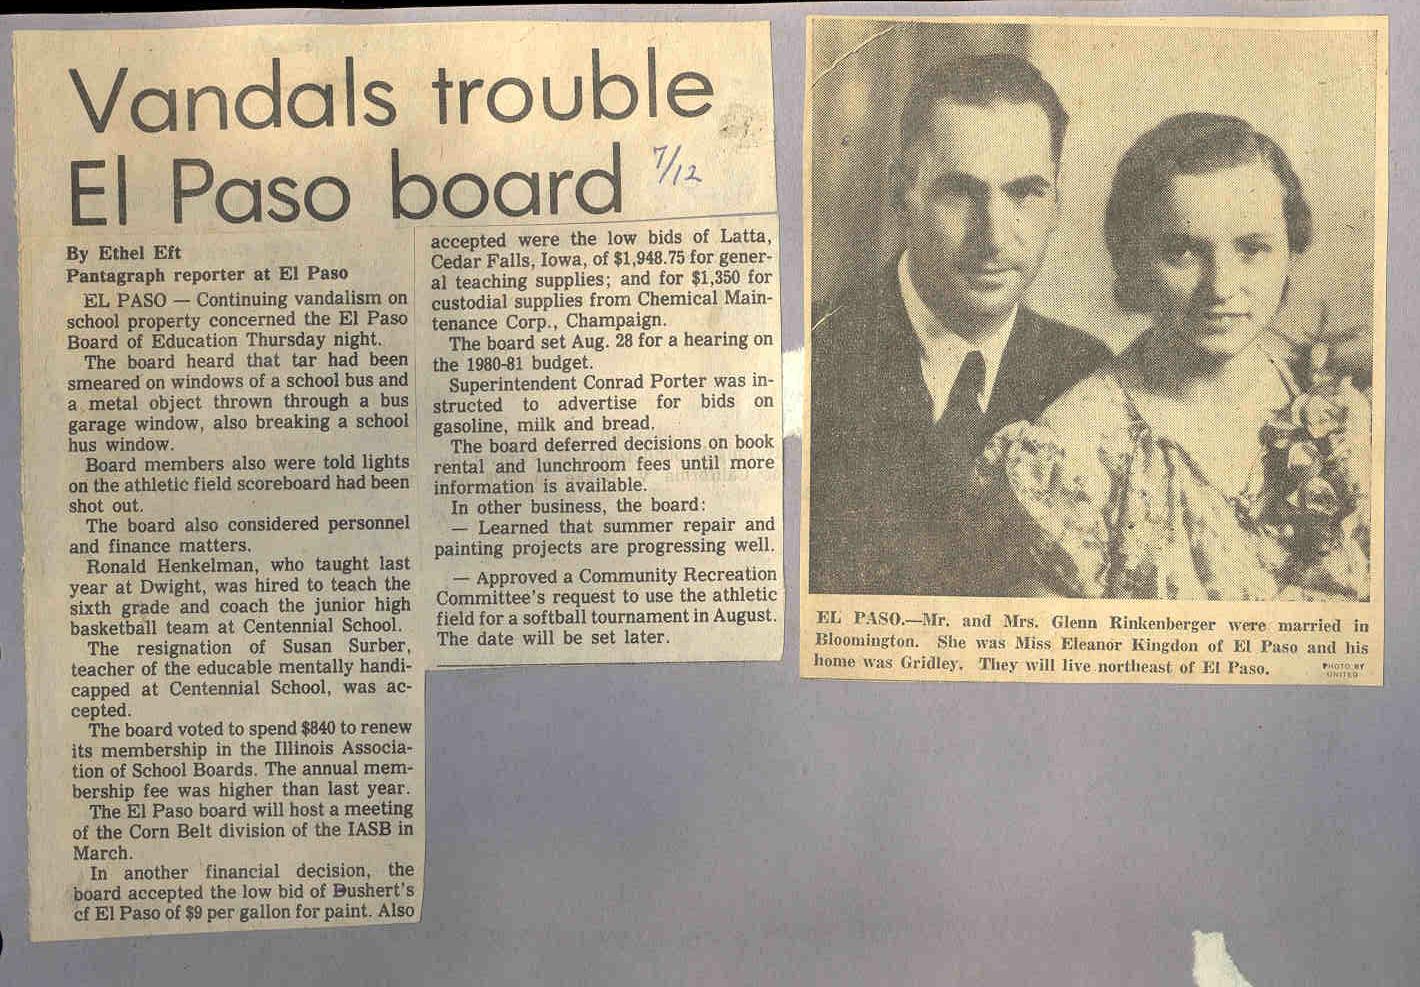 Vandals trouble
El Paso board
7/12
By Ethel Eft
Pantagraph reporter at El Paso
EL PASO — Continuing vandalism on
school property concerned the El Paso
Board of Education Thursday night.
The board heard that tar had been
smeared on windows of a school bus and
a metal object thrown through a bus
garage window, also breaking a school
hus window.
Board members also were told lights
on the athletic field scoreboard had been
shot out.
The board also considered personnel
and finance matters.
Ronald Henkelman, who taught last
year at Dwight, was hired to teach the
sixth grade and coach the junior high
basketball team at Centennial School.
The resignation of Susan Surber,
teacher of the educable mentally handi-
capped at Centennial School, was ac-
cepted.
The board voted to spend $840 to renew
its membership in the Illinois Associa-
tion of School Boards. The annual mem-
bership fee was higher than last year.
The El Paso board will host a meeting
of the Corn Belt division of the IASB in
March.
In another financial decision, the
board accepted the low bid of Dushert's
cf El Paso of $9 per gallon for paint. Also
accepted were the low bids of Latta,
Cedar Falls, Iowa, of $1,948.75 for gener-
al teaching supplies; and for $1,350 for
custodial supplies from Chemical Main-
tenance Corp., Champaign.
The board set Aug. 28 for a hearing on
the 1980-81 budget.
Superintendent Conrad Porter was in-
structed to advertise for bids on
gasoline, milk and bread.
The board deferred decisions on book
rental and lunchroom fees until more
information is available.
In other business, the board:
— Learned that summer repair and
painting projects are progressing well.
— Approved a Community Recreation
Committee's request to use the athletic
field for a softball tournament in August.
The date will be set later.
EL PASO.—Mr. and Mrs. Glenn Rinkenberger were married in
Bloomington. She was Miss Eleanor Kingdon of El Paso and his
home was Gridley. They will live northeast of El Paso.
PHOTO BY
UNITED